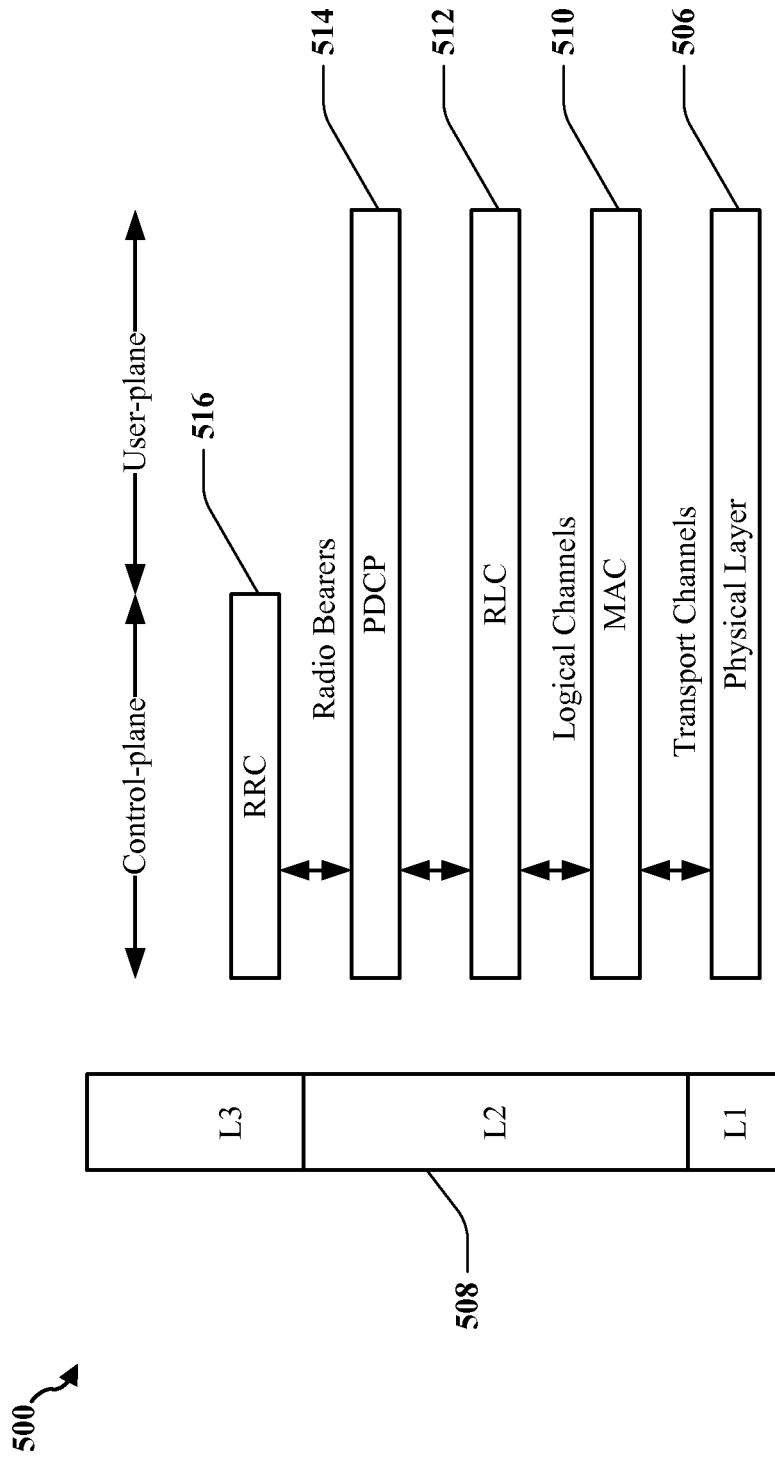 500
Control-plane
User-plane
516
L3
RRC
Radio Bearers
514
PDCP
508
L2
512
RLC
Logical Channels
510
MAC
Transport Channels
506
L1
Physical Layer